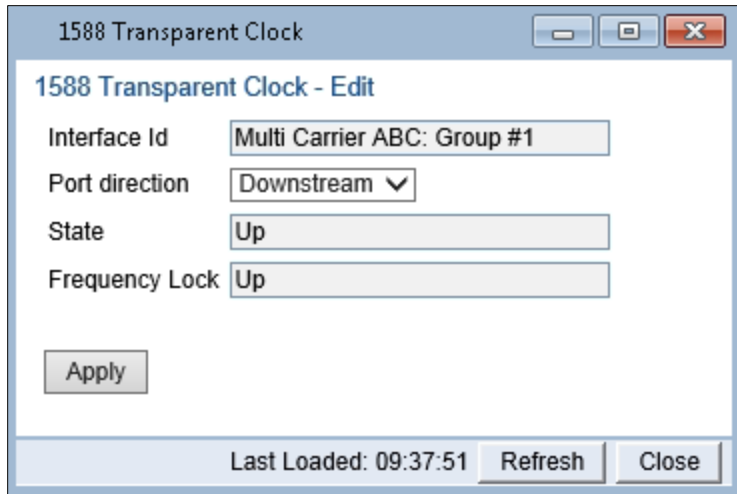 1588 Transparent Clock
1588 Transparent Clock - Edit
Interface Id Multi Carrier ABC: Group #1
Port direction Downstream
State Up
Frequency Lock Up
Apply
Last Loaded: 09:37:51 Refresh Close